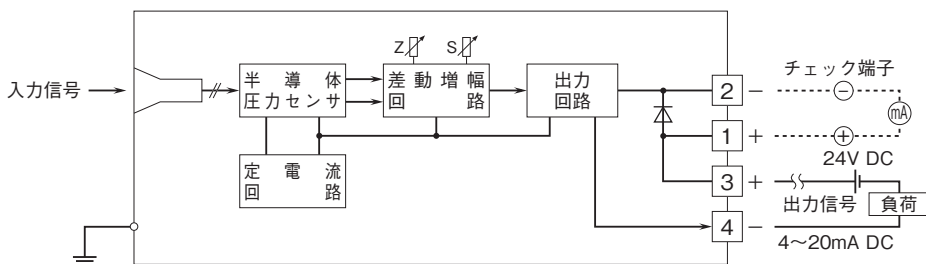 入力信号
半導体
圧力センサ
Z
S
差動増幅
回路
出力
回路
定電流
回路
2 −
1 +
3 +
4 −
チェック端子
−
mA
+
24V DC
出力信号
負荷
4〜20mA DC